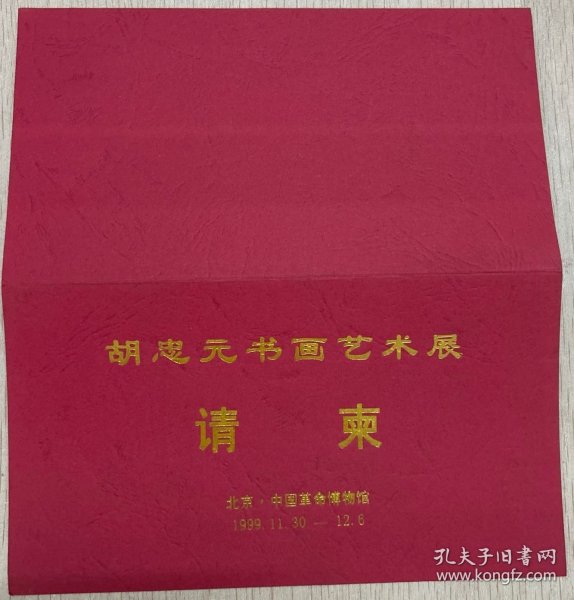 胡忠元书画艺术展
请柬
北京·中国革命博物馆
1999.11.30 — 12.6
孔夫子旧书网
www.kongfz.com